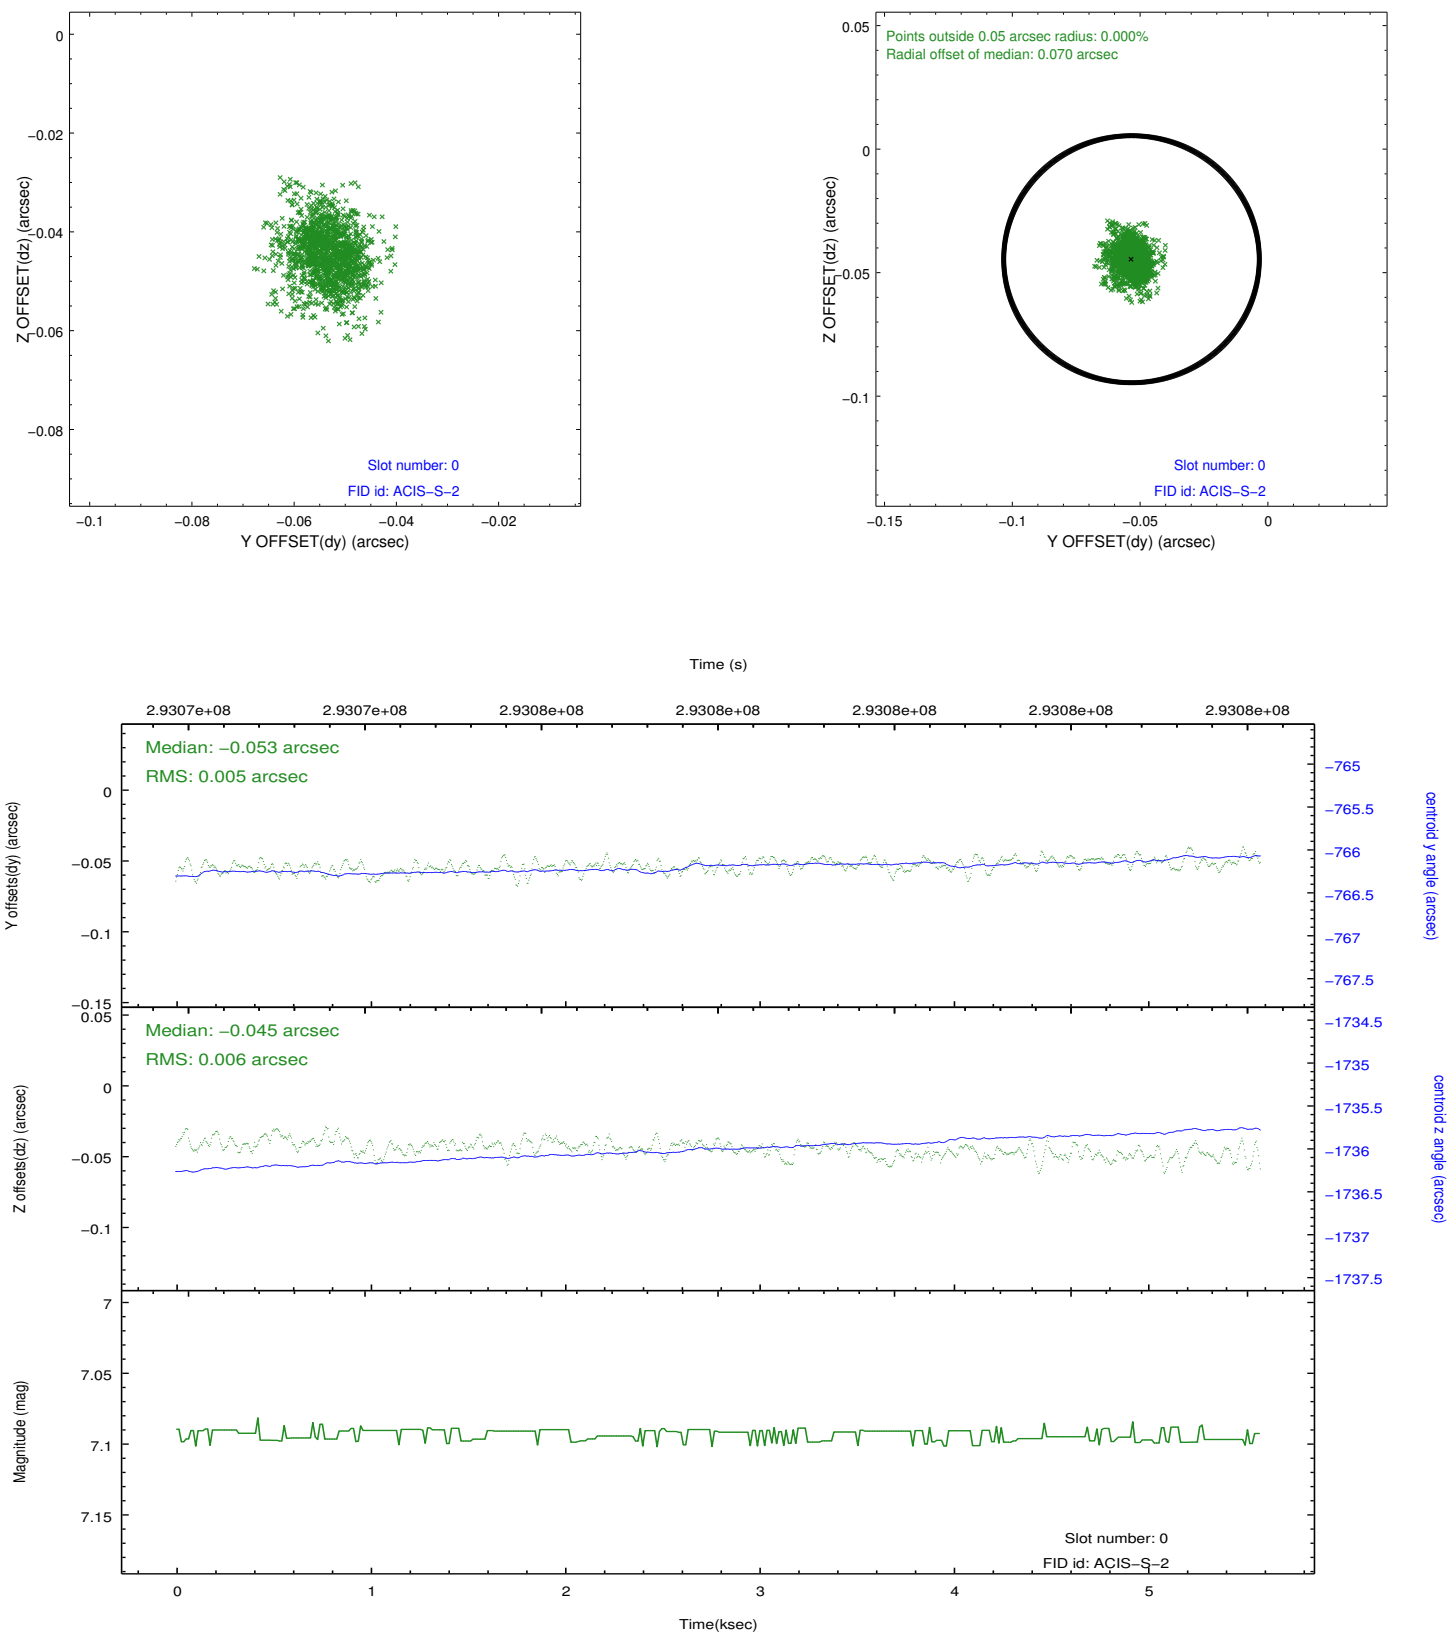 0
−0.02
−0.04
−0.06
−0.08
Z OFFSET(dz) (arcsec)
Slot number: 0
FID id: ACIS−S−2
−0.1
−0.08
−0.06
−0.04
−0.02
Y OFFSET(dy) (arcsec)
0.05
0
−0.05
−0.1
Z OFFSET(dz) (arcsec)
Points outside 0.05 arcsec radius: 0.000%
Radial offset of median: 0.070 arcsec
Slot number: 0
FID id: ACIS−S−2
−0.15
−0.1
−0.05
0
Y OFFSET(dy) (arcsec)
Time (s)
2.9307e+08
2.9307e+08
2.9308e+08
2.9308e+08
2.9308e+08
2.9308e+08
2.9308e+08
Median: −0.053 arcsec
RMS: 0.005 arcsec
0
−0.05
−0.1
−0.15
Y offsets(dy) (arcsec)
−765
−765.5
−766
−766.5
−767
−767.5
centroid y angle (arcsec)
Median: −0.045 arcsec
RMS: 0.006 arcsec
0.05
0
−0.05
−0.1
Z offsets(dz) (arcsec)
−1734.5
−1735
−1735.5
−1736
−1736.5
−1737
−1737.5
centroid z angle (arcsec)
7
7.05
7.1
7.15
Magnitude (mag)
Slot number: 0
FID id: ACIS−S−2
0
1
2
3
4
5
Time(ksec)